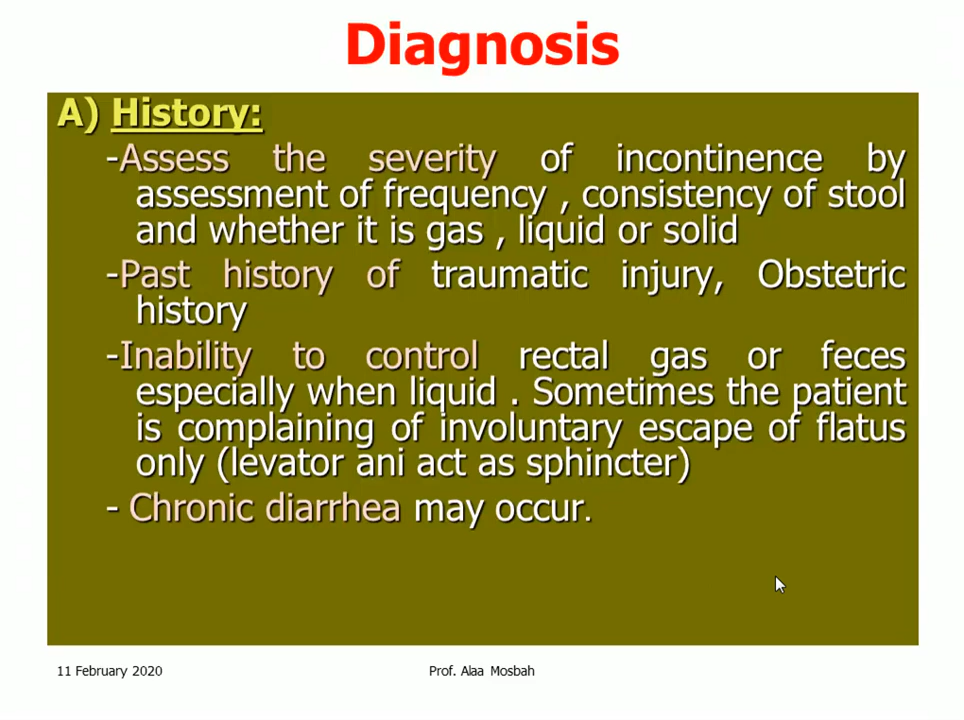 Diagnosis
A) History:
-Assess the severity of incontinence by
assessment of frequency , consistency of stool
and whether it is gas , liquid or solid
-Past history of traumatic injury, Obstetric
history
-Inability to control rectal gas or feces
especially when liquid . Sometimes the patient
is complaining of involuntary escape of flatus
only (levator ani act as sphincter)
- Chronic diarrhea may occur.
11 February 2020
Prof. Alaa Mosbah